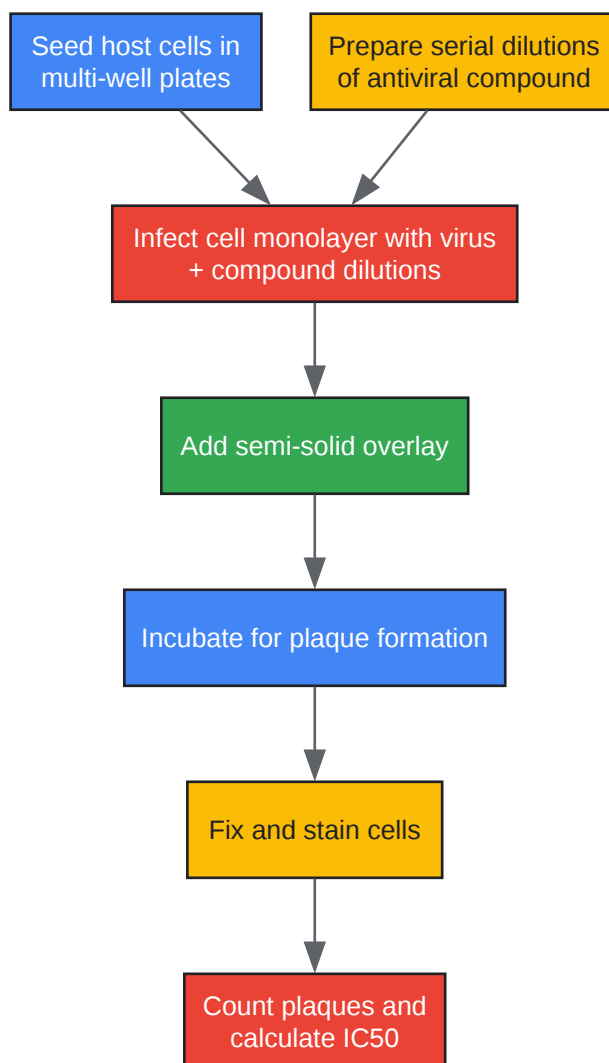 Seed host cells in
multi-well plates
Prepare serial dilutions
of antiviral compound
Infect cell monolayer with virus
+ compound dilutions
Add semi-solid overlay
Incubate for plaque formation
Fix and stain cells
Count plaques and
calculate IC50